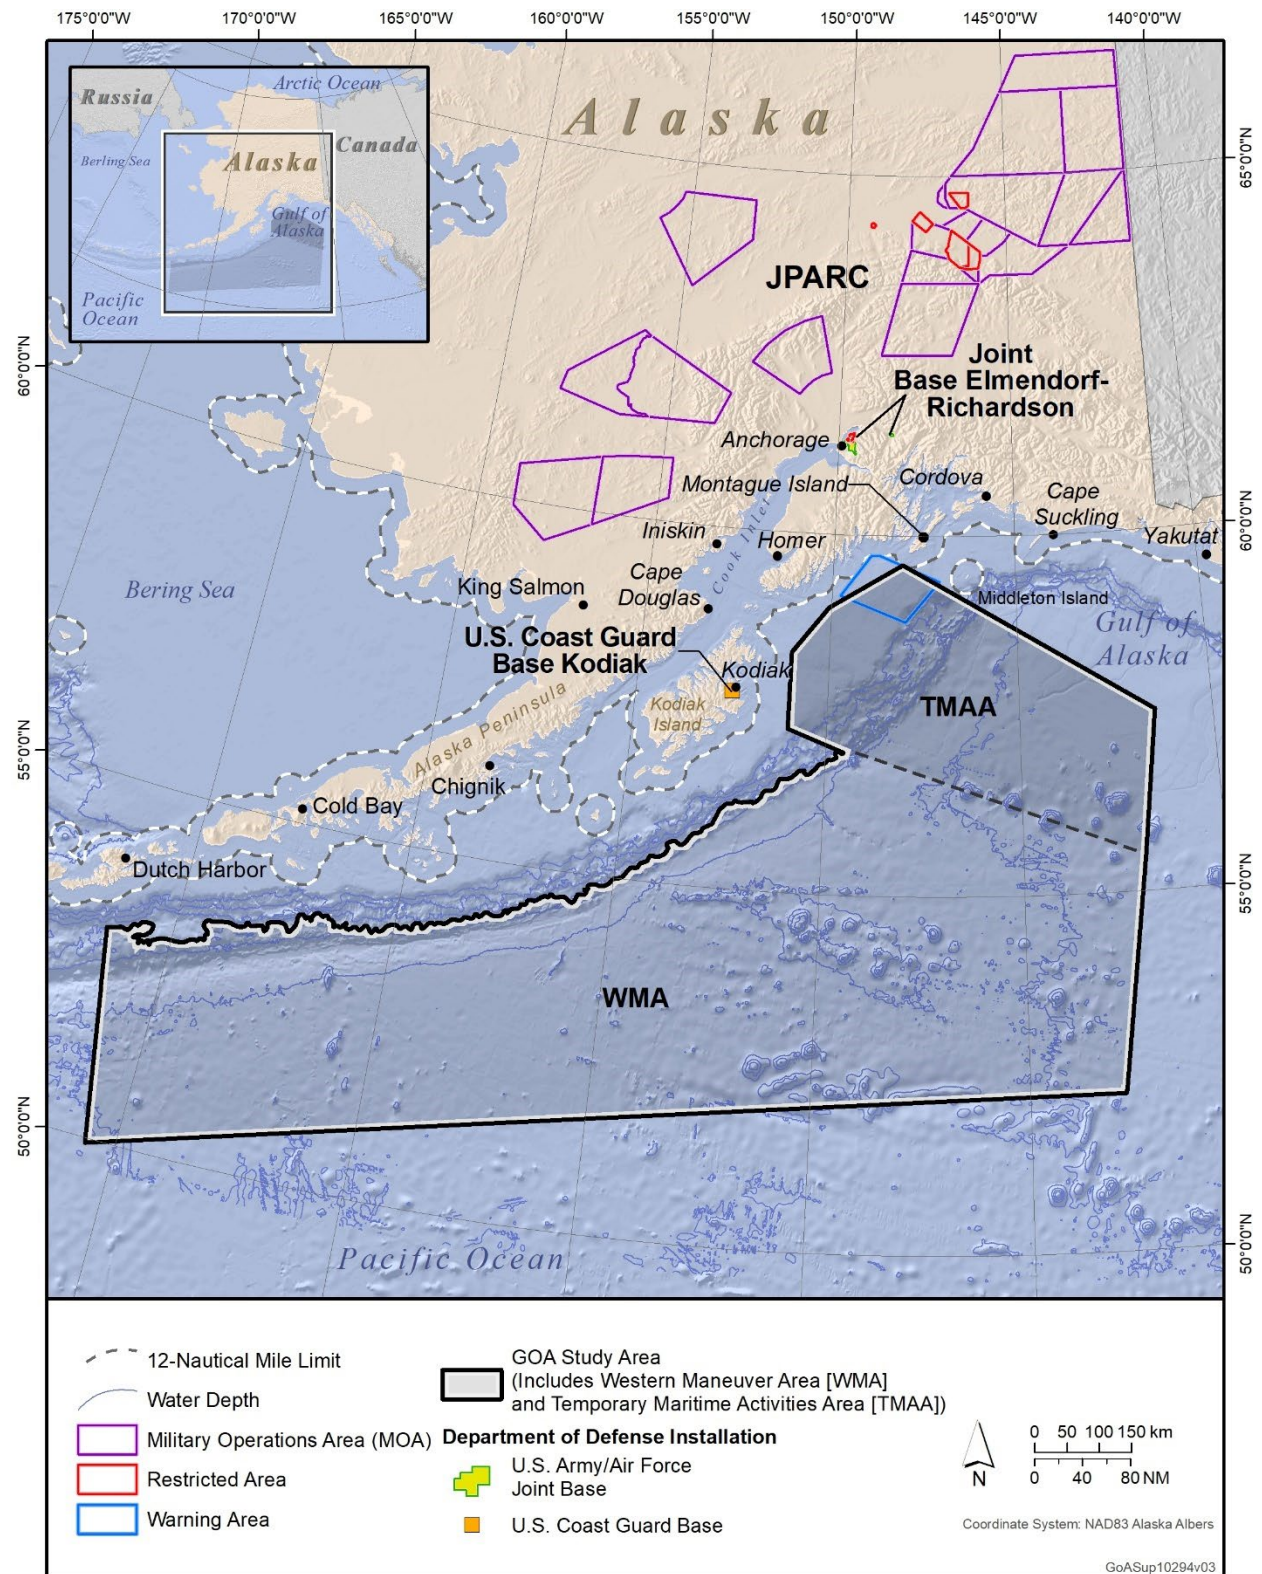 175°0'0"W
170°0'0"W
165°0'0"W
160°0'0"W
155°0'0"W
150°0'0"W
145°0'0"W
140°0'0"W
Russia
Arctic Ocean
Canada
Berling Sea
Alaska
Gulf of
Alaska
Pacific
Ocean
Alaska
65°0'0"N
JPARC
60°0'0"N
Joint
Base Elmendorf-
Richardson
Anchorage
Montague Island
Cordova
Cape
Suckling
Yakutat
60°0'0"N
Iniskin
Cook Inlet
Homer
King Salmon
Cape
Douglas
Bering Sea
Middleton Island
Gulf of
Alaska
U.S. Coast Guard
Base Kodiak
Kodiak
Kodiak
Island
TMAA
Alaska Peninsula
55°0'0"N
Chignik
Cold Bay
Dutch Harbor
55°0'0"N
WMA
50°0'0"N
50°0'0"N
Pacific Ocean
12-Nautical Mile Limit
Water Depth
Military Operations Area (MOA)
Restricted Area
Warning Area
GOA Study Area
(Includes Western Maneuver Area [WMA]
and Temporary Maritime Activities Area [TMAA])
Department of Defense Installation
U.S. Army/Air Force
Joint Base
U.S. Coast Guard Base
N
0 50 100 150 km
0 40 80 NM
Coordinate System: NAD83 Alaska Albers
GoASup10294v03